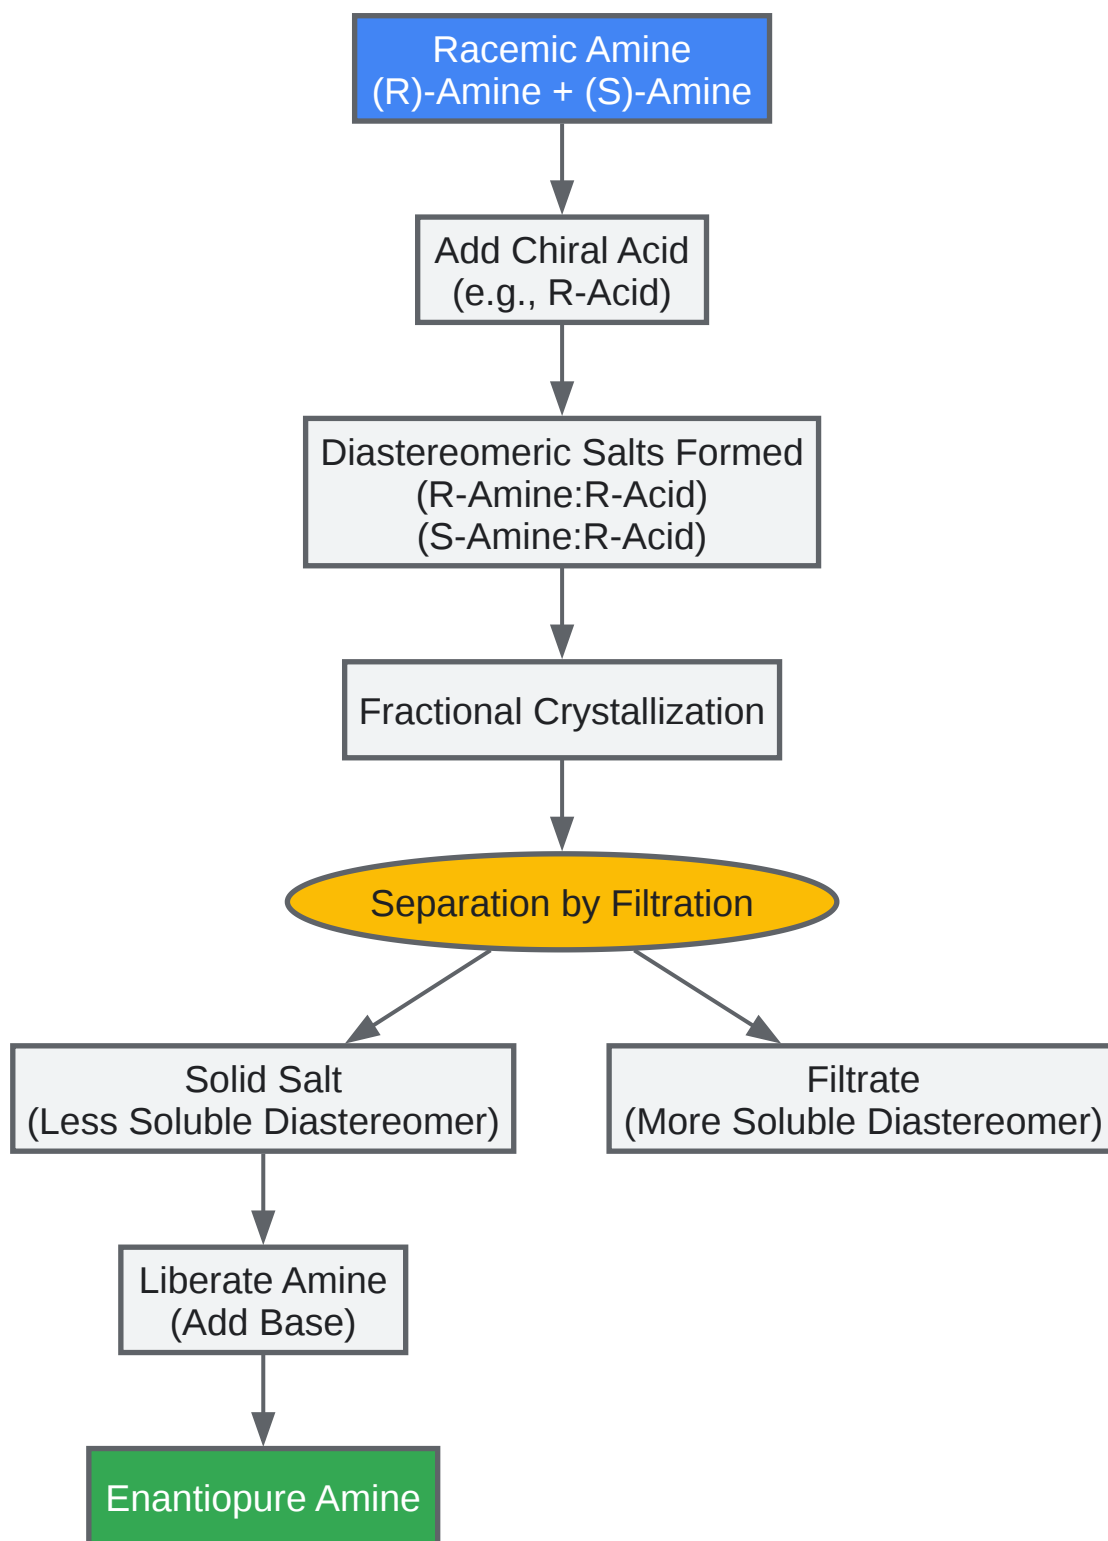 Racemic Amine
(R)-Amine + (S)-Amine
Add Chiral Acid
(e.g., R-Acid)
Diastereomeric Salts Formed
(R-Amine:R-Acid)
(S-Amine:R-Acid)
Fractional Crystallization
Separation by Filtration
Solid Salt
(Less Soluble Diastereomer)
Filtrate
(More Soluble Diastereomer)
Liberate Amine
(Add Base)
Enantiopure Amine